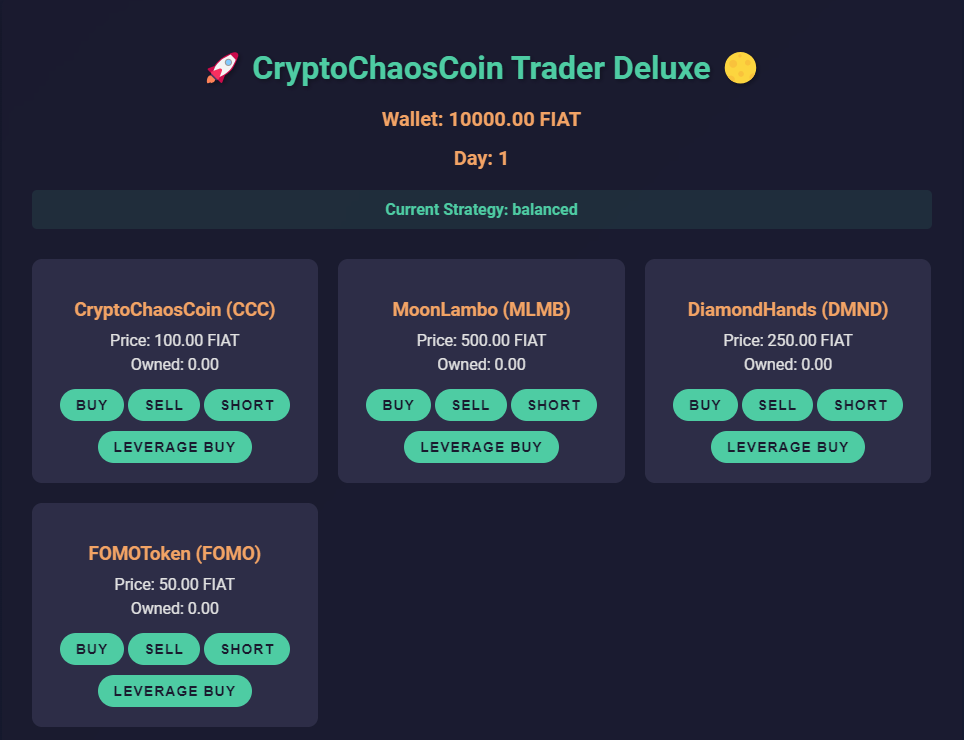 🚀 CryptoChaosCoin Trader Deluxe 🌕
Wallet: 10000.00 FIAT
Day: 1
Current Strategy: balanced
CryptoChaosCoin (CCC)
Price: 100.00 FIAT
Owned: 0.00
BUY SELL SHORT
LEVERAGE BUY
MoonLambo (MLMB)
Price: 500.00 FIAT
Owned: 0.00
BUY SELL SHORT
LEVERAGE BUY
DiamondHands (DMND)
Price: 250.00 FIAT
Owned: 0.00
BUY SELL SHORT
LEVERAGE BUY
FOMOToken (FOMO)
Price: 50.00 FIAT
Owned: 0.00
BUY SELL SHORT
LEVERAGE BUY